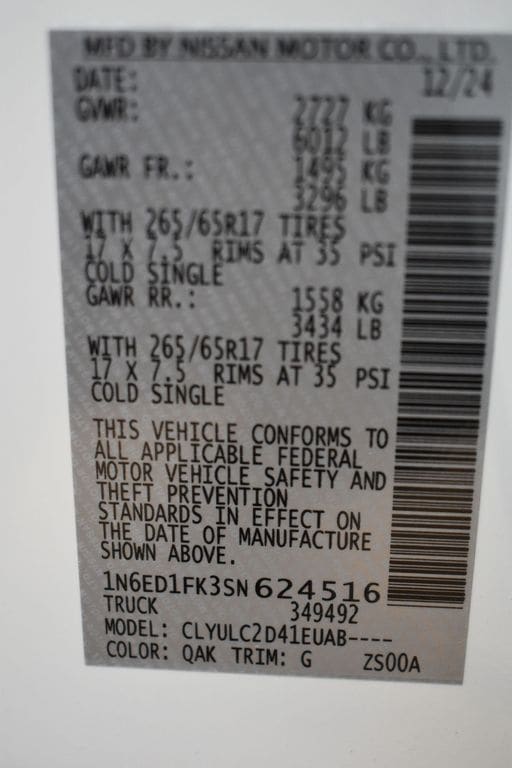 MFD BY NISSAN MOTOR CO., LTD.
DATE: 12/24
GVWR: 2727 KG
6012 LB
GAWR FR.: 1495 KG
3296 LB
WITH 265/65R17 TIRES
17 X 7.5 RIMS AT 35 PSI
COLD SINGLE
GAWR RR.: 1558 KG
3434 LB
WITH 265/65R17 TIRES
17 X 7.5 RIMS AT 35 PSI
COLD SINGLE
THIS VEHICLE CONFORMS TO
ALL APPLICABLE FEDERAL
MOTOR VEHICLE SAFETY AND
THEFT PREVENTION
STANDARDS IN EFFECT ON
THE DATE OF MANUFACTURE
SHOWN ABOVE.
1N6ED1FK3SN624516
TRUCK 349492
MODEL: CLYULC2D41EUAB----
COLOR: QAK TRIM: G ZS00A